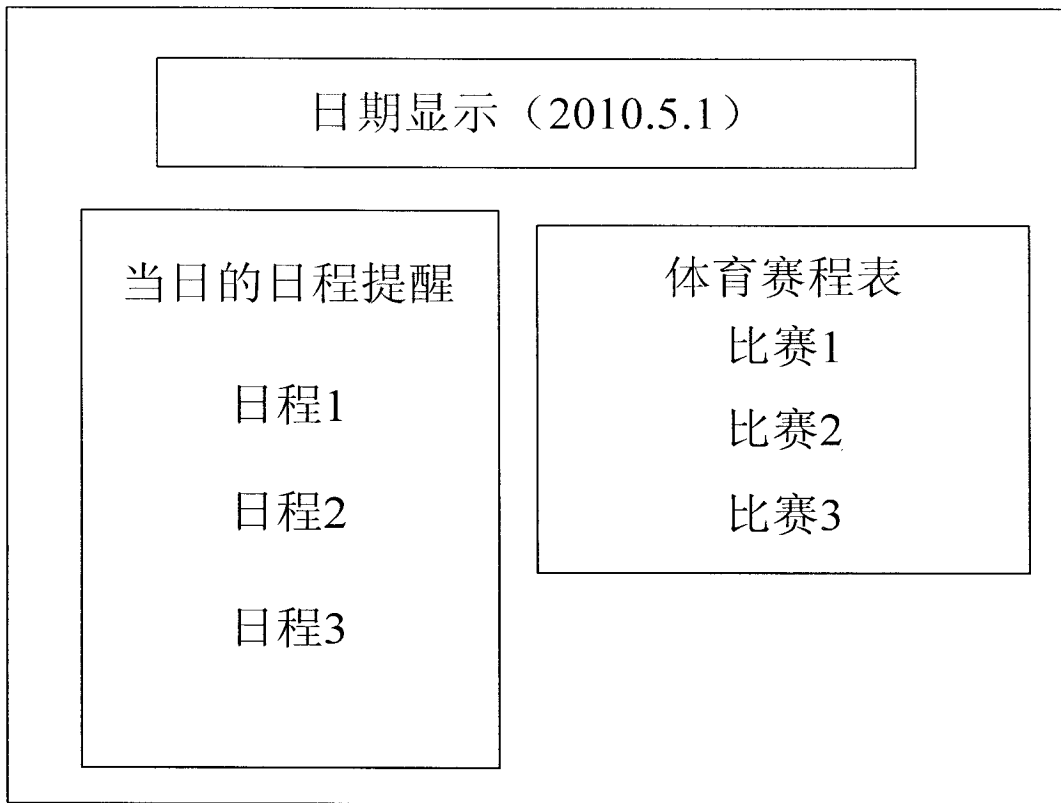 日期显示（2010.5.1）
当日的日程提醒
日程1
日程2
日程3
体育赛程表
比赛1
比赛2
比赛3